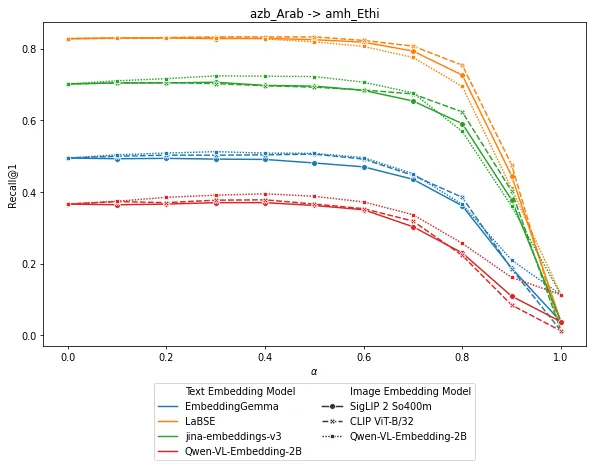 azb_Arab -> amh_Ethi
Recall@1
0.8
0.6
0.4
0.2
0.0
0.0 0.2 0.4 0.6 0.8 1.0
α
Text Embedding Model
EmbeddingGemma
LaBSE
jina-embeddings-v3
Qwen-VL-Embedding-2B
Image Embedding Model
SigLIP 2 So400m
CLIP ViT-B/32
Qwen-VL-Embedding-2B